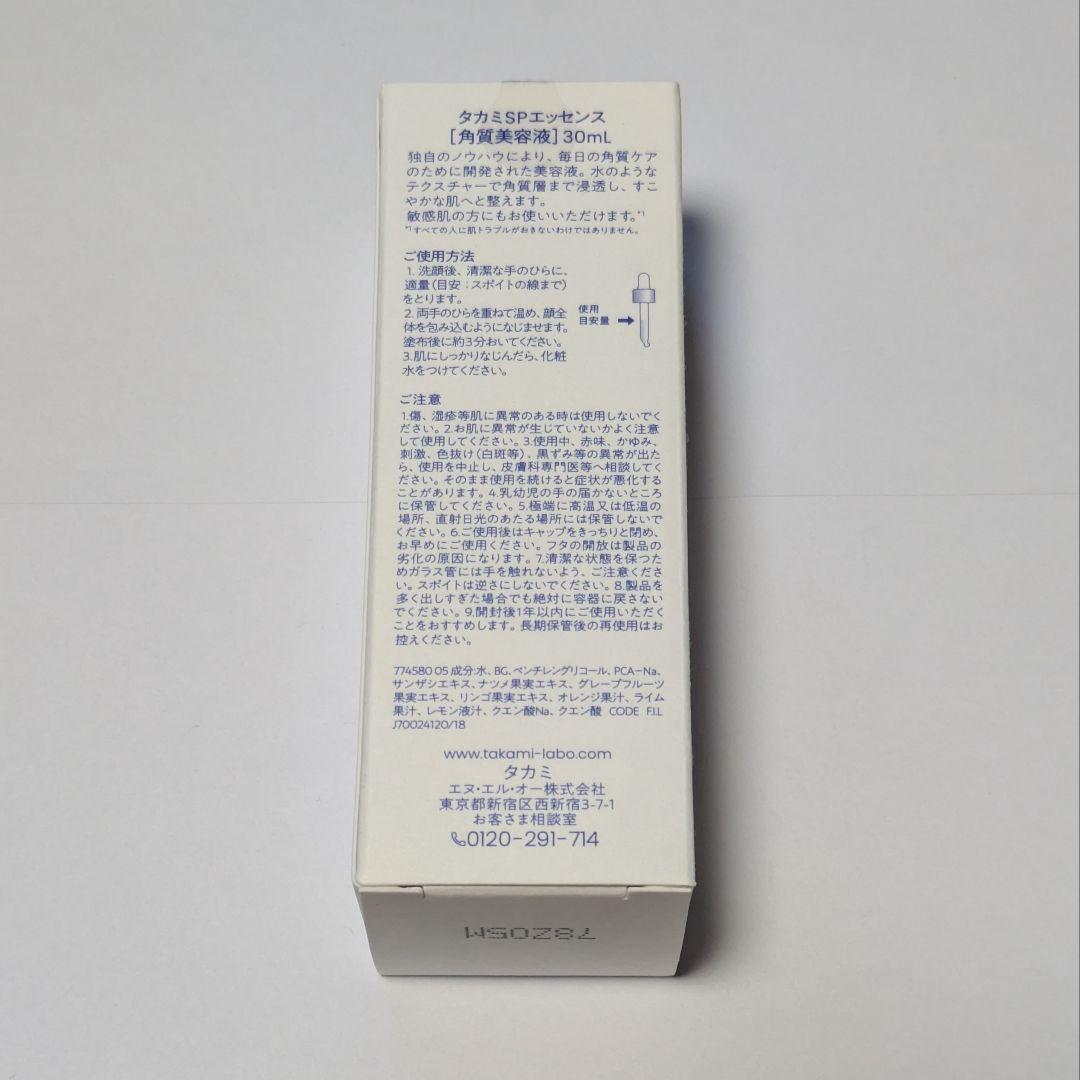 タカミSPエッセンス
[角質美容液] 30mL
独自のノウハウにより、毎日の角質ケア
のために開発された美容液。水のような
テクスチャーで角質層まで浸透し、すこ
やかな肌へと整えます。
敏感肌の方にもお使いいただけます。*1
*1 すべての人に肌トラブルがおきないわけではありません。
ご使用方法
1. 洗顔後、清潔な手のひらに、
適量(目安:スポイトの線まで)
をとります。
2. 両手のひらを重ねて温め、顔全
体を包み込むようになじませます。
塗布後に約3分おいてください。
3.肌にしっかりなじんだら、化粧
水をつけてください。
使用
目安量
ご注意
1.傷、湿疹等肌に異常のある時は使用しないでく
ださい。2.お肌に異常が生じていないかよく注意
して使用してください。3.使用中、赤味、かゆみ、
刺激、色抜け(白斑等)、黒ずみ等の異常が出た
ら、使用を中止し、皮膚科専門医等へ相談してく
ださい。そのまま使用を続けると症状が悪化する
ことがあります。4.乳幼児の手の届かないところ
に保管してください。5.極端に高温又は低温の
場所、直射日光のあたる場所には保管しないで
ください。6.ご使用後はキャップをきっちりと閉め、
お早めにご使用ください。フタの開放は製品の
劣化の原因になります。7.清潔な状態を保つた
めガラス管には手を触れないよう、ご注意くださ
い。スポイトは逆さにしないでください。8.製品を
多く出しすぎた場合でも絶対に容器に戻さない
でください。9.開封後1年以内にご使用いただく
ことをおすすめします。長期保管後の再使用はお
控えください。
774580 05 成分:水、BG、ペンチレングリコール、PCA-Na、
サンザシエキス、ナツメ果実エキス、グレープフルーツ
果実エキス、リンゴ果実エキス、オレンジ果汁、ライム
果汁、レモン液汁、クエン酸Na、クエン酸 CODE F.I.L
J70024120/18
www.takami-labo.com
タカミ
エヌ・エル・オー株式会社
東京都新宿区西新宿3-7-1
お客さま相談室
0120-291-714
78Z0SM